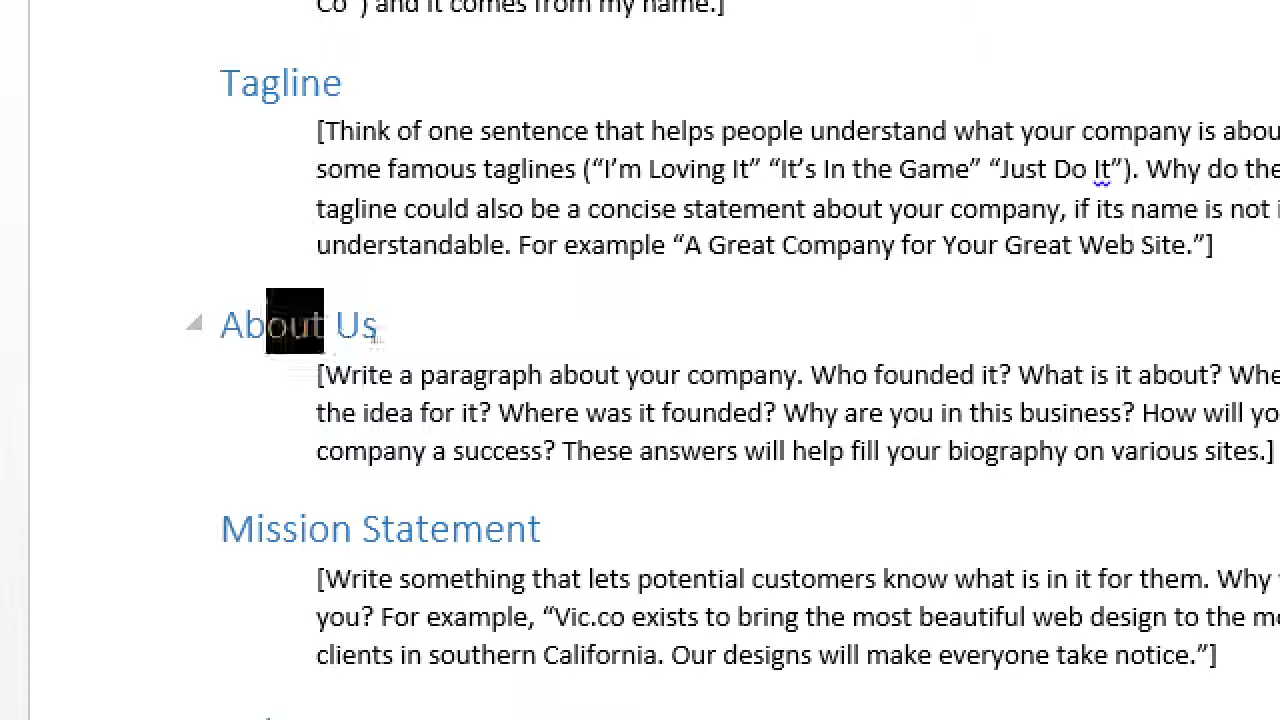 Co”) and it comes from my name.]
Tagline
[Think of one sentence that helps people understand what your company is abou
some famous taglines (“I’m Loving It” “It’s In the Game” “Just Do It”). Why do the
tagline could also be a concise statement about your company, if its name is not i
understandable. For example “A Great Company for Your Great Web Site.”]
About Us
[Write a paragraph about your company. Who founded it? What is it about? Whe
the idea for it? Where was it founded? Why are you in this business? How will yo
company a success? These answers will help fill your biography on various sites.]
Mission Statement
[Write something that lets potential customers know what is in it for them. Why
you? For example, “Vic.co exists to bring the most beautiful web design to the mo
clients in southern California. Our designs will make everyone take notice.”]